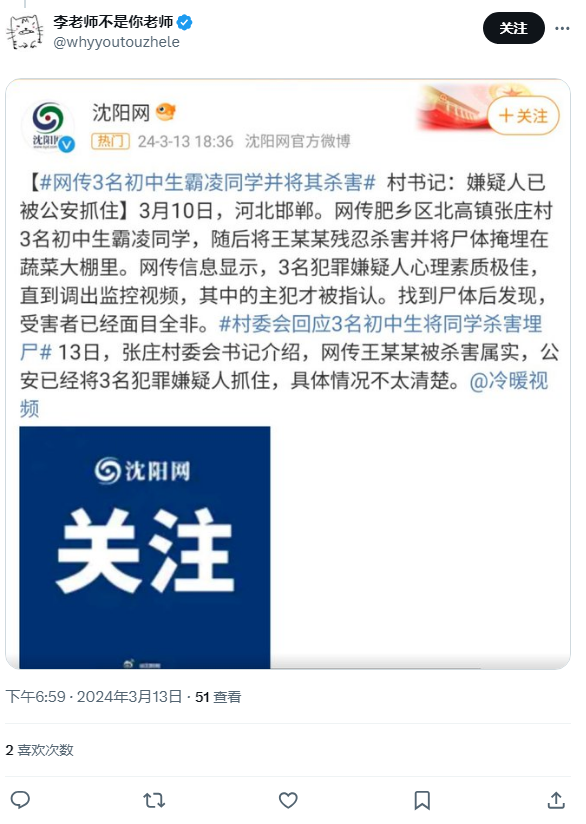 李老师不是你老师
@whyyoutouzhele
关注
沈阳网
沈阳网
热门 24-3-13 18:36 沈阳网官方微博
＋关注
【#网传3名初中生霸凌同学并将其杀害# 村书记：嫌疑人已
被公安抓住】3月10日，河北邯郸。网传肥乡区北高镇张庄村
3名初中生霸凌同学，随后将王某某残忍杀害并将尸体掩埋在
蔬菜大棚里。网传信息显示，3名犯罪嫌疑人心理素质极佳，
直到调出监控视频，其中的主犯才被指认。找到尸体后发现，
受害者已经面目全非。#村委会回应3名初中生将同学杀害埋
尸# 13日，张庄村委会书记介绍，网传王某某被杀害属实，公
安已经将3名犯罪嫌疑人抓住，具体情况不太清楚。@冷暖视
频
沈阳网
关注
下午6:59 · 2024年3月13日 · 51 查看
2 喜欢次数